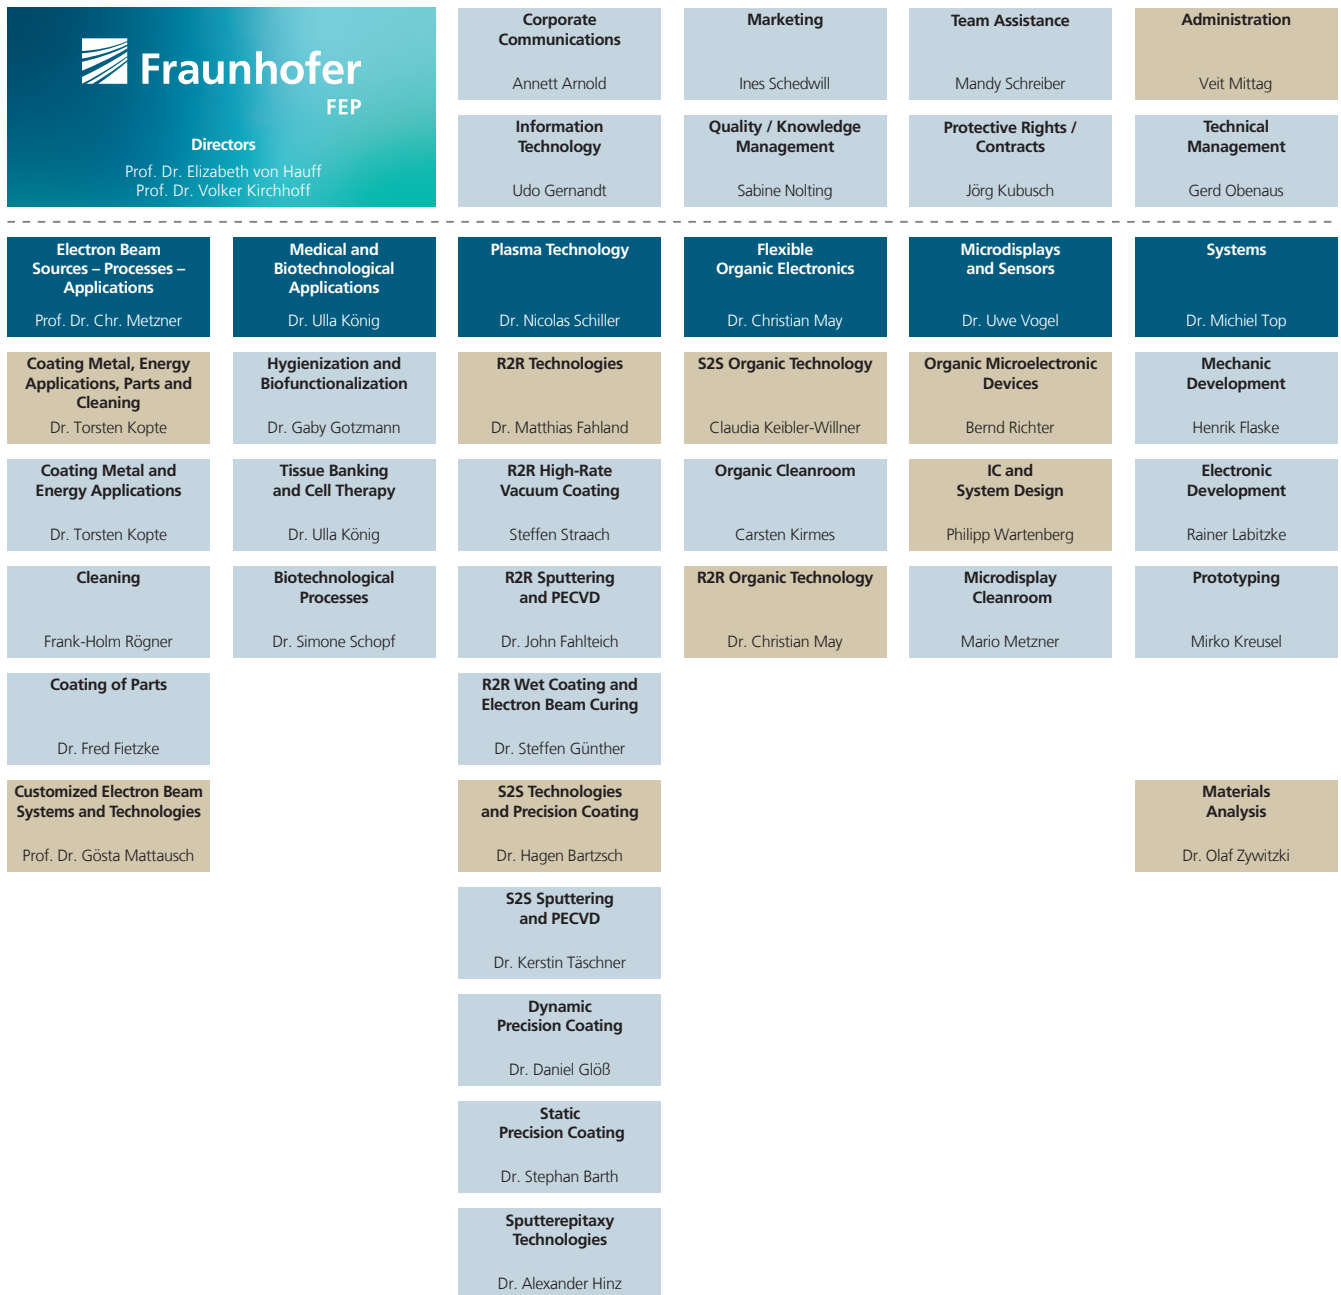 Fraunhofer
FEP
Directors
Prof. Dr. Elizabeth von Hauff
Prof. Dr. Volker Kirchhoff
Corporate
Communications
Annett Arnold
Marketing
Ines Schedwill
Team Assistance
Mandy Schreiber
Administration
Veit Mittag
Information
Technology
Udo Gernandt
Quality / Knowledge
Management
Sabine Nolting
Protective Rights /
Contracts
Jörg Kubusch
Technical
Management
Gerd Obenaus
Electron Beam
Sources – Processes –
Applications
Prof. Dr. Chr. Metzner
Coating Metal, Energy
Applications, Parts and
Cleaning
Dr. Torsten Kopte
Coating Metal and
Energy Applications
Dr. Torsten Kopte
Cleaning
Frank-Holm Rögner
Coating of Parts
Dr. Fred Fietzke
Customized Electron Beam
Systems and Technologies
Prof. Dr. Gösta Mattausch
Medical and
Biotechnological
Applications
Dr. Ulla König
Hygienization and
Biofunctionalization
Dr. Gaby Gotzmann
Tissue Banking
and Cell Therapy
Dr. Ulla König
Biotechnological
Processes
Dr. Simone Schopf
Plasma Technology
Dr. Nicolas Schiller
R2R Technologies
Dr. Matthias Fahland
R2R High-Rate
Vacuum Coating
Steffen Straach
R2R Sputtering
and PECVD
Dr. John Fahlteich
R2R Wet Coating and
Electron Beam Curing
Dr. Steffen Günther
S2S Technologies
and Precision Coating
Dr. Hagen Bartzsch
S2S Sputtering
and PECVD
Dr. Kerstin Täschner
Dynamic
Precision Coating
Dr. Daniel Glöß
Static
Precision Coating
Dr. Stephan Barth
Sputterepitaxy
Technologies
Dr. Alexander Hinz
Flexible
Organic Electronics
Dr. Christian May
S2S Organic Technology
Claudia Keibler-Willner
Organic Cleanroom
Carsten Kirmes
R2R Organic Technology
Dr. Christian May
Microdisplays
and Sensors
Dr. Uwe Vogel
Organic Microelectronic
Devices
Bernd Richter
IC and
System Design
Philipp Wartenberg
Microdisplay
Cleanroom
Mario Metzner
Systems
Dr. Michiel Top
Mechanic
Development
Henrik Flaske
Electronic
Development
Rainer Labitzke
Prototyping
Mirko Kreusel
Materials
Analysis
Dr. Olaf Zywitzki